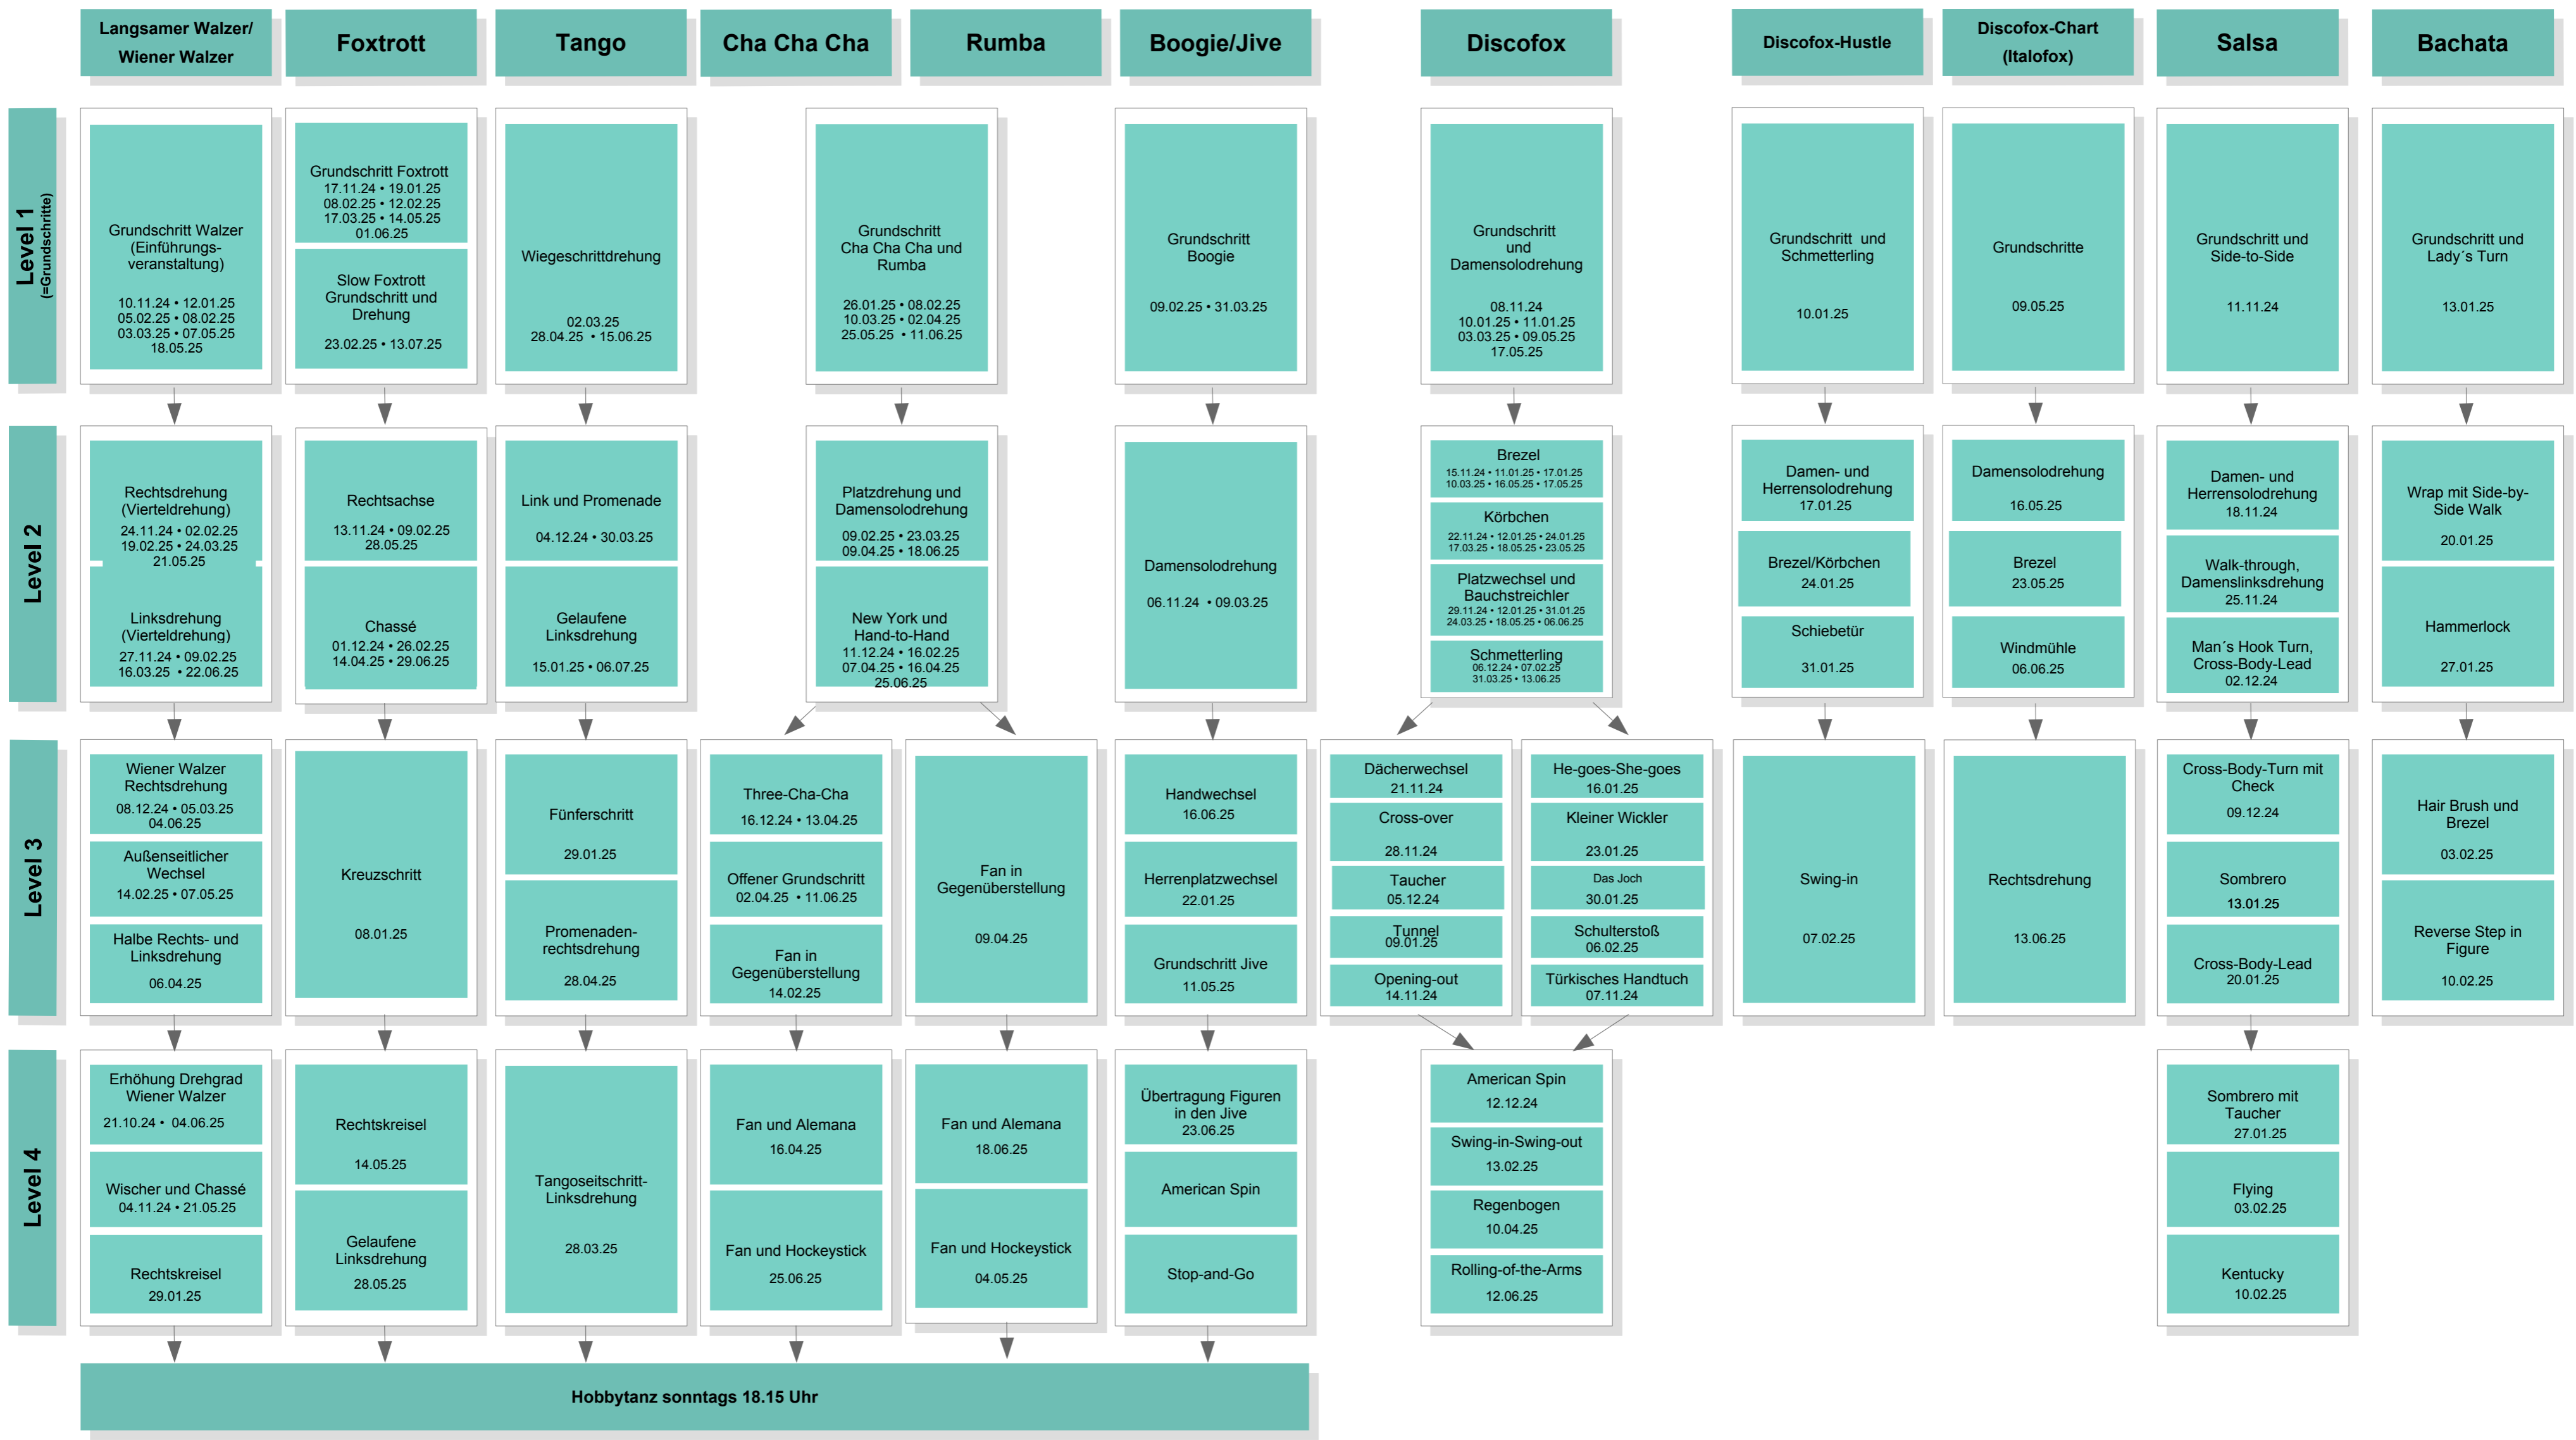 Langsamer Walzer/
Wiener Walzer
Foxtrott
Tango
Cha Cha Cha
Rumba
Boogie/Jive
Discofox
Discofox-Hustle
Discofox-Chart
(Italofox)
Salsa
Bachata
Level 1
(=Grundschritte)
Grundschritt Walzer
(Einführungs-
veranstaltung)
10.11.24 • 12.01.25
05.02.25 • 08.02.25
03.03.25 • 07.05.25
18.05.25
Grundschritt Foxtrott
17.11.24 • 19.01.25
08.02.25 • 12.02.25
17.03.25 • 14.05.25
01.06.25
Slow Foxtrott
Grundschritt und
Drehung
23.02.25 • 13.07.25
Wiegeschrittdrehung
02.03.25
28.04.25 • 15.06.25
Grundschritt
Cha Cha Cha und
Rumba
26.01.25 • 08.02.25
10.03.25 • 02.04.25
25.05.25 • 11.06.25
Grundschritt
Boogie
09.02.25 • 31.03.25
Grundschritt
und
Damensolodrehung
08.11.24
10.01.25 • 11.01.25
03.03.25 • 09.05.25
17.05.25
Grundschritt und
Schmetterling
10.01.25
Grundschritte
09.05.25
Grundschritt und
Side-to-Side
11.11.24
Grundschritt und
Lady´s Turn
13.01.25
Level 2
Rechtsdrehung
(Vierteldrehung)
24.11.24 • 02.02.25
19.02.25 • 24.03.25
21.05.25
Linksdrehung
(Vierteldrehung)
27.11.24 • 09.02.25
16.03.25 • 22.06.25
Rechtsachse
13.11.24 • 09.02.25
28.05.25
Chassé
01.12.24 • 26.02.25
14.04.25 • 29.06.25
Link und Promenade
04.12.24 • 30.03.25
Gelaufene
Linksdrehung
15.01.25 • 06.07.25
Platzdrehung und
Damensolodrehung
09.02.25 • 23.03.25
09.04.25 • 18.06.25
New York und
Hand-to-Hand
11.12.24 • 16.02.25
07.04.25 • 16.04.25
25.06.25
Damensolodrehung
06.11.24 • 09.03.25
Brezel
15.11.24 • 11.01.25 • 17.01.25
10.03.25 • 16.05.25 • 17.05.25
Körbchen
22.11.24 • 12.01.25 • 24.01.25
17.03.25 • 18.05.25 • 23.05.25
Platzwechsel und
Bauchstreichler
29.11.24 • 12.01.25 • 31.01.25
24.03.25 • 18.05.25 • 06.06.25
Schmetterling
06.12.24 • 07.02.25
31.03.25 • 13.06.25
Damen- und
Herrensolodrehung
17.01.25
Brezel/Körbchen
24.01.25
Schiebetür
31.01.25
Damensolodrehung
16.05.25
Brezel
23.05.25
Windmühle
06.06.25
Damen- und
Herrensolodrehung
18.11.24
Walk-through,
Damenslinksdrehung
25.11.24
Man´s Hook Turn,
Cross-Body-Lead
02.12.24
Wrap mit Side-by-
Side Walk
20.01.25
Hammerlock
27.01.25
Level 3
Wiener Walzer
Rechtsdrehung
08.12.24 • 05.03.25
04.06.25
Außenseitlicher
Wechsel
14.02.25 • 07.05.25
Halbe Rechts- und
Linksdrehung
06.04.25
Kreuzschritt
08.01.25
Fünferschritt
29.01.25
Promenaden-
rechtsdrehung
28.04.25
Three-Cha-Cha
16.12.24 • 13.04.25
Offener Grundschritt
02.04.25 • 11.06.25
Fan in
Gegenüberstellung
14.02.25
Fan in
Gegenüberstellung
09.04.25
Handwechsel
16.06.25
Herrenplatzwechsel
22.01.25
Grundschritt Jive
11.05.25
Dächerwechsel
21.11.24
Cross-over
28.11.24
Taucher
05.12.24
Tunnel
09.01.25
Opening-out
14.11.24
He-goes-She-goes
16.01.25
Kleiner Wickler
23.01.25
Das Joch
30.01.25
Schulterstoß
06.02.25
Türkisches Handtuch
07.11.24
Swing-in
07.02.25
Rechtsdrehung
13.06.25
Cross-Body-Turn mit
Check
09.12.24
Sombrero
13.01.25
Cross-Body-Lead
20.01.25
Hair Brush und
Brezel
03.02.25
Reverse Step in
Figure
10.02.25
Level 4
Erhöhung Drehgrad
Wiener Walzer
21.10.24 • 04.06.25
Wischer und Chassé
04.11.24 • 21.05.25
Rechtskreisel
29.01.25
Rechtskreisel
14.05.25
Gelaufene
Linksdrehung
28.05.25
Tangoseitschritt-
Linksdrehung
28.03.25
Fan und Alemana
16.04.25
Fan und Hockeystick
25.06.25
Fan und Alemana
18.06.25
Fan und Hockeystick
04.05.25
Übertragung Figuren
in den Jive
23.06.25
American Spin
Stop-and-Go
American Spin
12.12.24
Swing-in-Swing-out
13.02.25
Regenbogen
10.04.25
Rolling-of-the-Arms
12.06.25
Sombrero mit
Taucher
27.01.25
Flying
03.02.25
Kentucky
10.02.25
Hobbytanz sonntags 18.15 Uhr